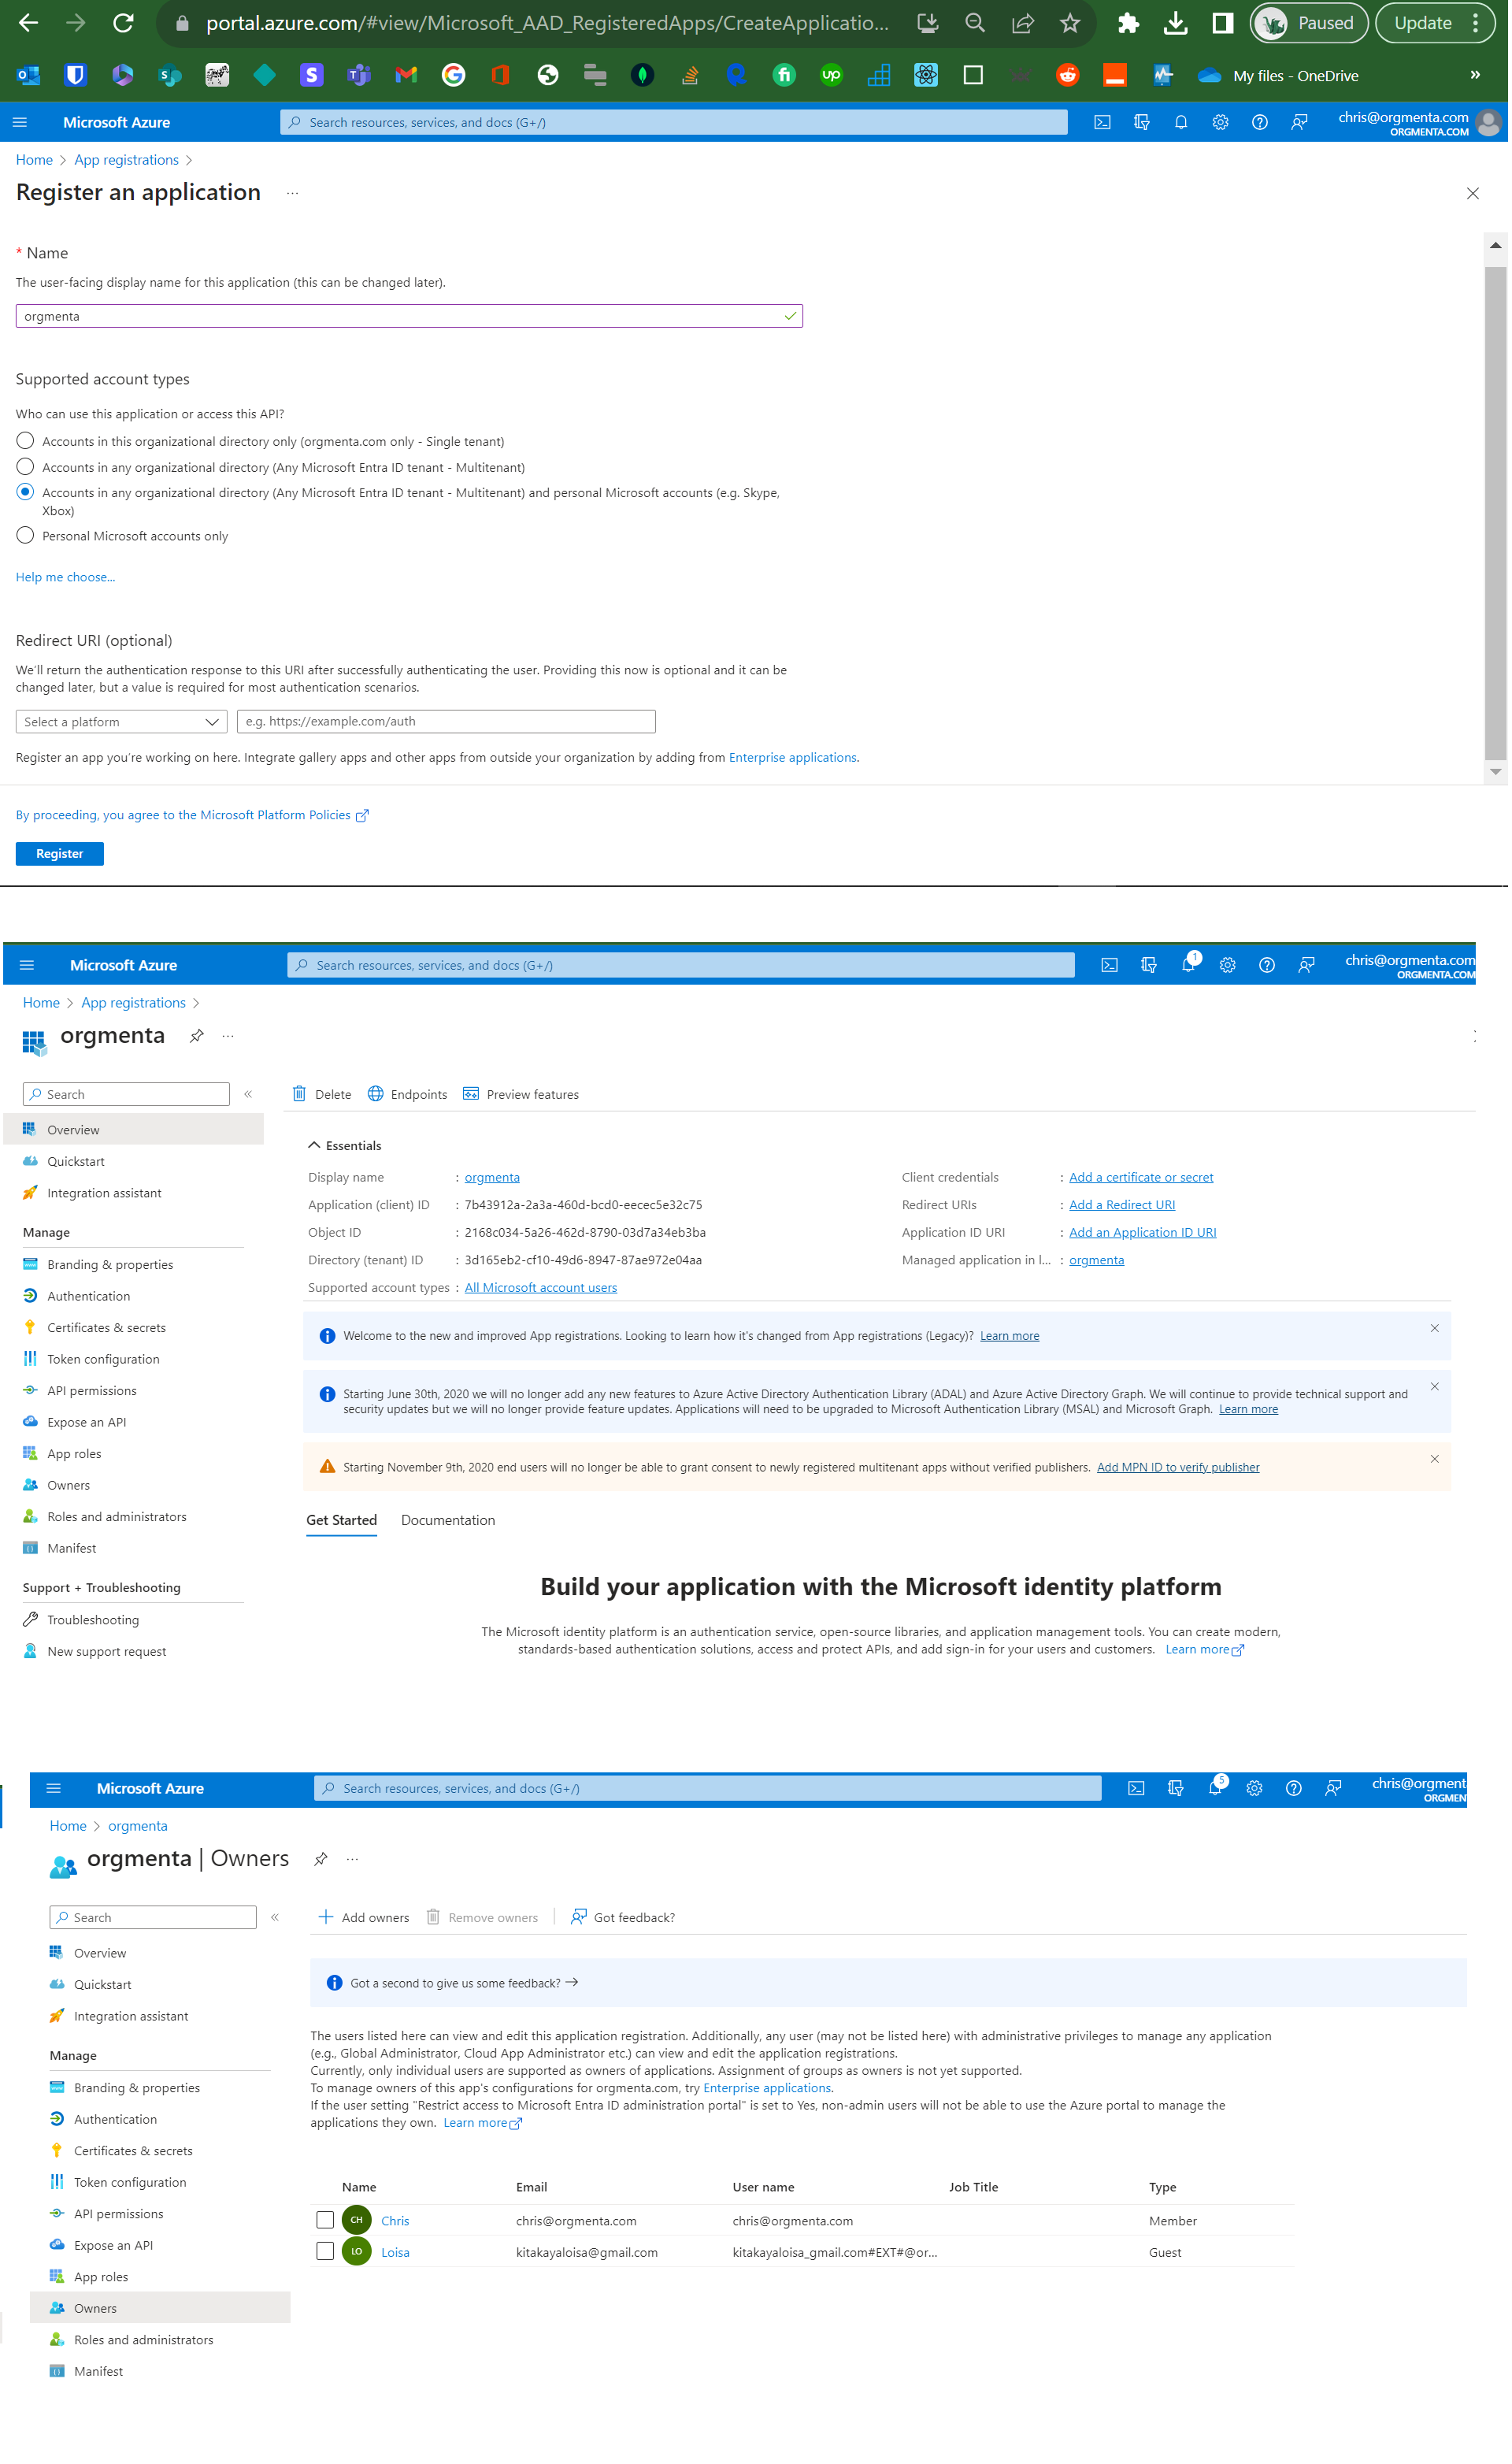 portal.azure.com/#view/Microsoft_AAD_RegisteredApps/CreateApplicatio...
Paused
Update
My files - OneDrive
»
Microsoft Azure
Search resources, services, and docs (G+/)
chris@orgmenta.com
ORGMENTA.COM
Home > App registrations >
Register an application ...
* Name
The user-facing display name for this application (this can be changed later).
orgmenta
Supported account types
Who can use this application or access this API?
Accounts in this organizational directory only (orgmenta.com only - Single tenant)
Accounts in any organizational directory (Any Microsoft Entra ID tenant - Multitenant)
Accounts in any organizational directory (Any Microsoft Entra ID tenant - Multitenant) and personal Microsoft accounts (e.g. Skype,
Xbox)
Personal Microsoft accounts only
Help me choose...
Redirect URI (optional)
We'll return the authentication response to this URI after successfully authenticating the user. Providing this now is optional and it can be
changed later, but a value is required for most authentication scenarios.
Select a platform
e.g. https://example.com/auth
Register an app you're working on here. Integrate gallery apps and other apps from outside your organization by adding from Enterprise applications.
By proceeding, you agree to the Microsoft Platform Policies
Register
Microsoft Azure
Search resources, services, and docs (G+/)
1
chris@orgmenta.com
ORGMENTA.COM
Home > App registrations >
orgmenta ...
Search
«
Overview
Quickstart
Integration assistant
Manage
Branding & properties
Authentication
Certificates & secrets
Token configuration
API permissions
Expose an API
App roles
Owners
Roles and administrators
Manifest
Support + Troubleshooting
Troubleshooting
New support request
Delete
Endpoints
Preview features
Essentials
Display name : orgmenta
Application (client) ID : 7b43912a-2a3a-460d-bcd0-eecec5e32c75
Object ID : 2168c034-5a26-462d-8790-03d7a34eb3ba
Directory (tenant) ID : 3d165eb2-cf10-49d6-8947-87ae972e04aa
Supported account types : All Microsoft account users
Client credentials : Add a certificate or secret
Redirect URIs : Add a Redirect URI
Application ID URI : Add an Application ID URI
Managed application in l... : orgmenta
Welcome to the new and improved App registrations. Looking to learn how it's changed from App registrations (Legacy)? Learn more
Starting June 30th, 2020 we will no longer add any new features to Azure Active Directory Authentication Library (ADAL) and Azure Active Directory Graph. We will continue to provide technical support and
security updates but we will no longer provide feature updates. Applications will need to be upgraded to Microsoft Authentication Library (MSAL) and Microsoft Graph. Learn more
Starting November 9th, 2020 end users will no longer be able to grant consent to newly registered multitenant apps without verified publishers. Add MPN ID to verify publisher
Get Started
Documentation
Build your application with the Microsoft identity platform
The Microsoft identity platform is an authentication service, open-source libraries, and application management tools. You can create modern,
standards-based authentication solutions, access and protect APIs, and add sign-in for your users and customers. Learn more
Microsoft Azure
Search resources, services, and docs (G+/)
5
chris@orgment
ORGMEN
Home > orgmenta
orgmenta | Owners ...
Search
«
Overview
Quickstart
Integration assistant
Manage
Branding & properties
Authentication
Certificates & secrets
Token configuration
API permissions
Expose an API
App roles
Owners
Roles and administrators
Manifest
Add owners
Remove owners
Got feedback?
Got a second to give us some feedback? →
The users listed here can view and edit this application registration. Additionally, any user (may not be listed here) with administrative privileges to manage any application
(e.g., Global Administrator, Cloud App Administrator etc.) can view and edit the application registrations.
Currently, only individual users are supported as owners of applications. Assignment of groups as owners is not yet supported.
To manage owners of this app's configurations for orgmenta.com, try Enterprise applications.
If the user setting "Restrict access to Microsoft Entra ID administration portal" is set to Yes, non-admin users will not be able to use the Azure portal to manage the
applications they own. Learn more
Name Email User name Job Title Type
CH Chris chris@orgmenta.com chris@orgmenta.com Member
LO Loisa kitakayaloisa@gmail.com kitakayaloisa_gmail.com#EXT#@or... Guest